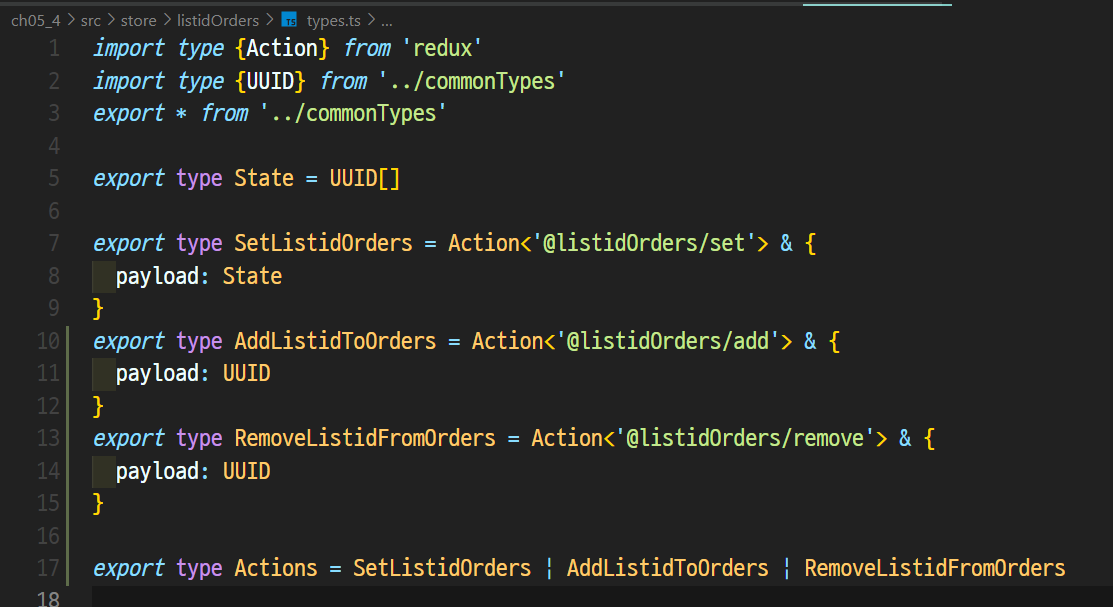 ch05_4 > src > store > listidOrders > TS types.ts > ...
1 import type {Action} from 'redux'
2 import type {UUID} from '../commonTypes'
3 export * from '../commonTypes'
4
5 export type State = UUID[]
6
7 export type SetListidOrders = Action<'@listidOrders/set'> & {
8   payload: State
9 }
10 export type AddListidToOrders = Action<'@listidOrders/add'> & {
11   payload: UUID
12 }
13 export type RemoveListidFromOrders = Action<'@listidOrders/remove'> & {
14   payload: UUID
15 }
16
17 export type Actions = SetListidOrders | AddListidToOrders | RemoveListidFromOrders
18